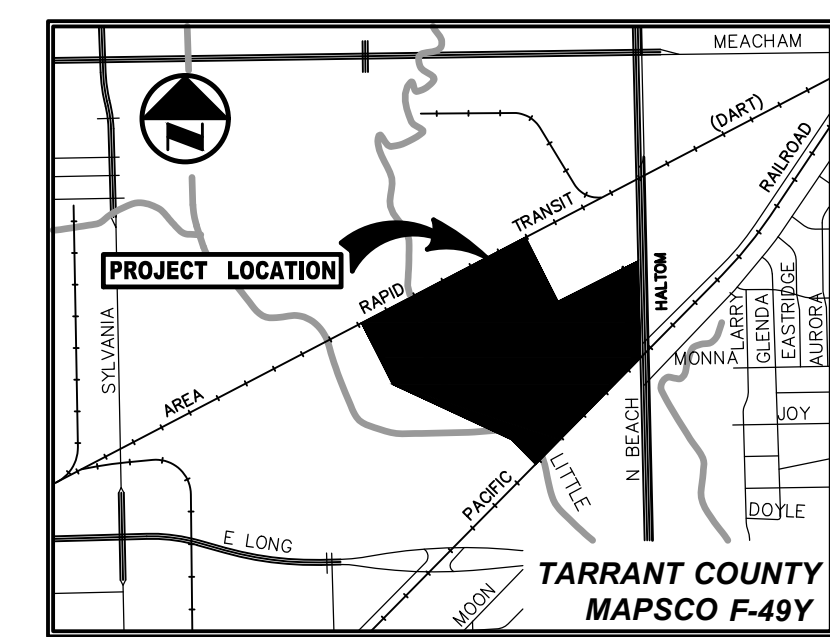 MEACHAM
(DART)
N
RAILROAD
TRANSIT
PROJECT LOCATION
RAPID
HALTOM
SYLVANIA
LARRY
GLENDA
EASTRIDGE
AURORA
MONNA
AREA
JOY
N BEACH
LITTLE
PACIFIC
DOYLE
E LONG
MOON
TARRANT COUNTY
MAPSCO F-49Y